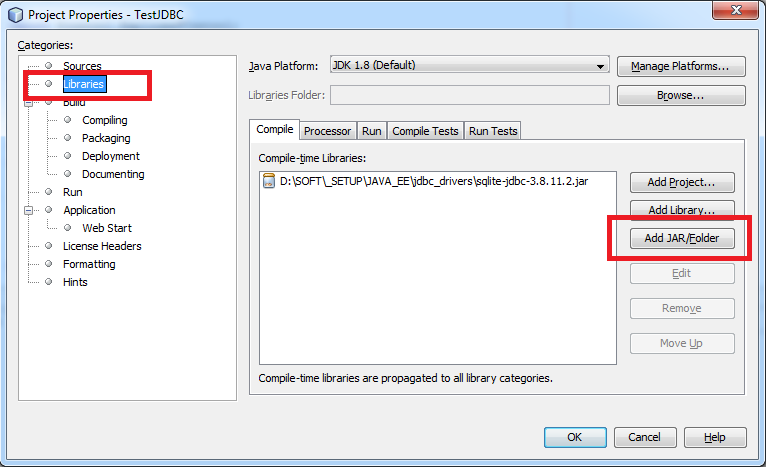 Project Properties - TestJDBC
Categories:
Sources
Libraries
Build
Compiling
Packaging
Deployment
Documenting
Run
Application
Web Start
License Headers
Formatting
Hints
Java Platform: JDK 1.8 (Default) Manage Platforms...
Libraries Folder: Browse...
Compile Processor Run Compile Tests Run Tests
Compile-time Libraries:
D:\SOFT\_SETUP\JAVA_EE\jdbc_drivers\sqlite-jdbc-3.8.11.2.jar
Add Project...
Add Library...
Add JAR/Folder
Edit
Remove
Move Up
Compile-time libraries are propagated to all library categories.
OK Cancel Help